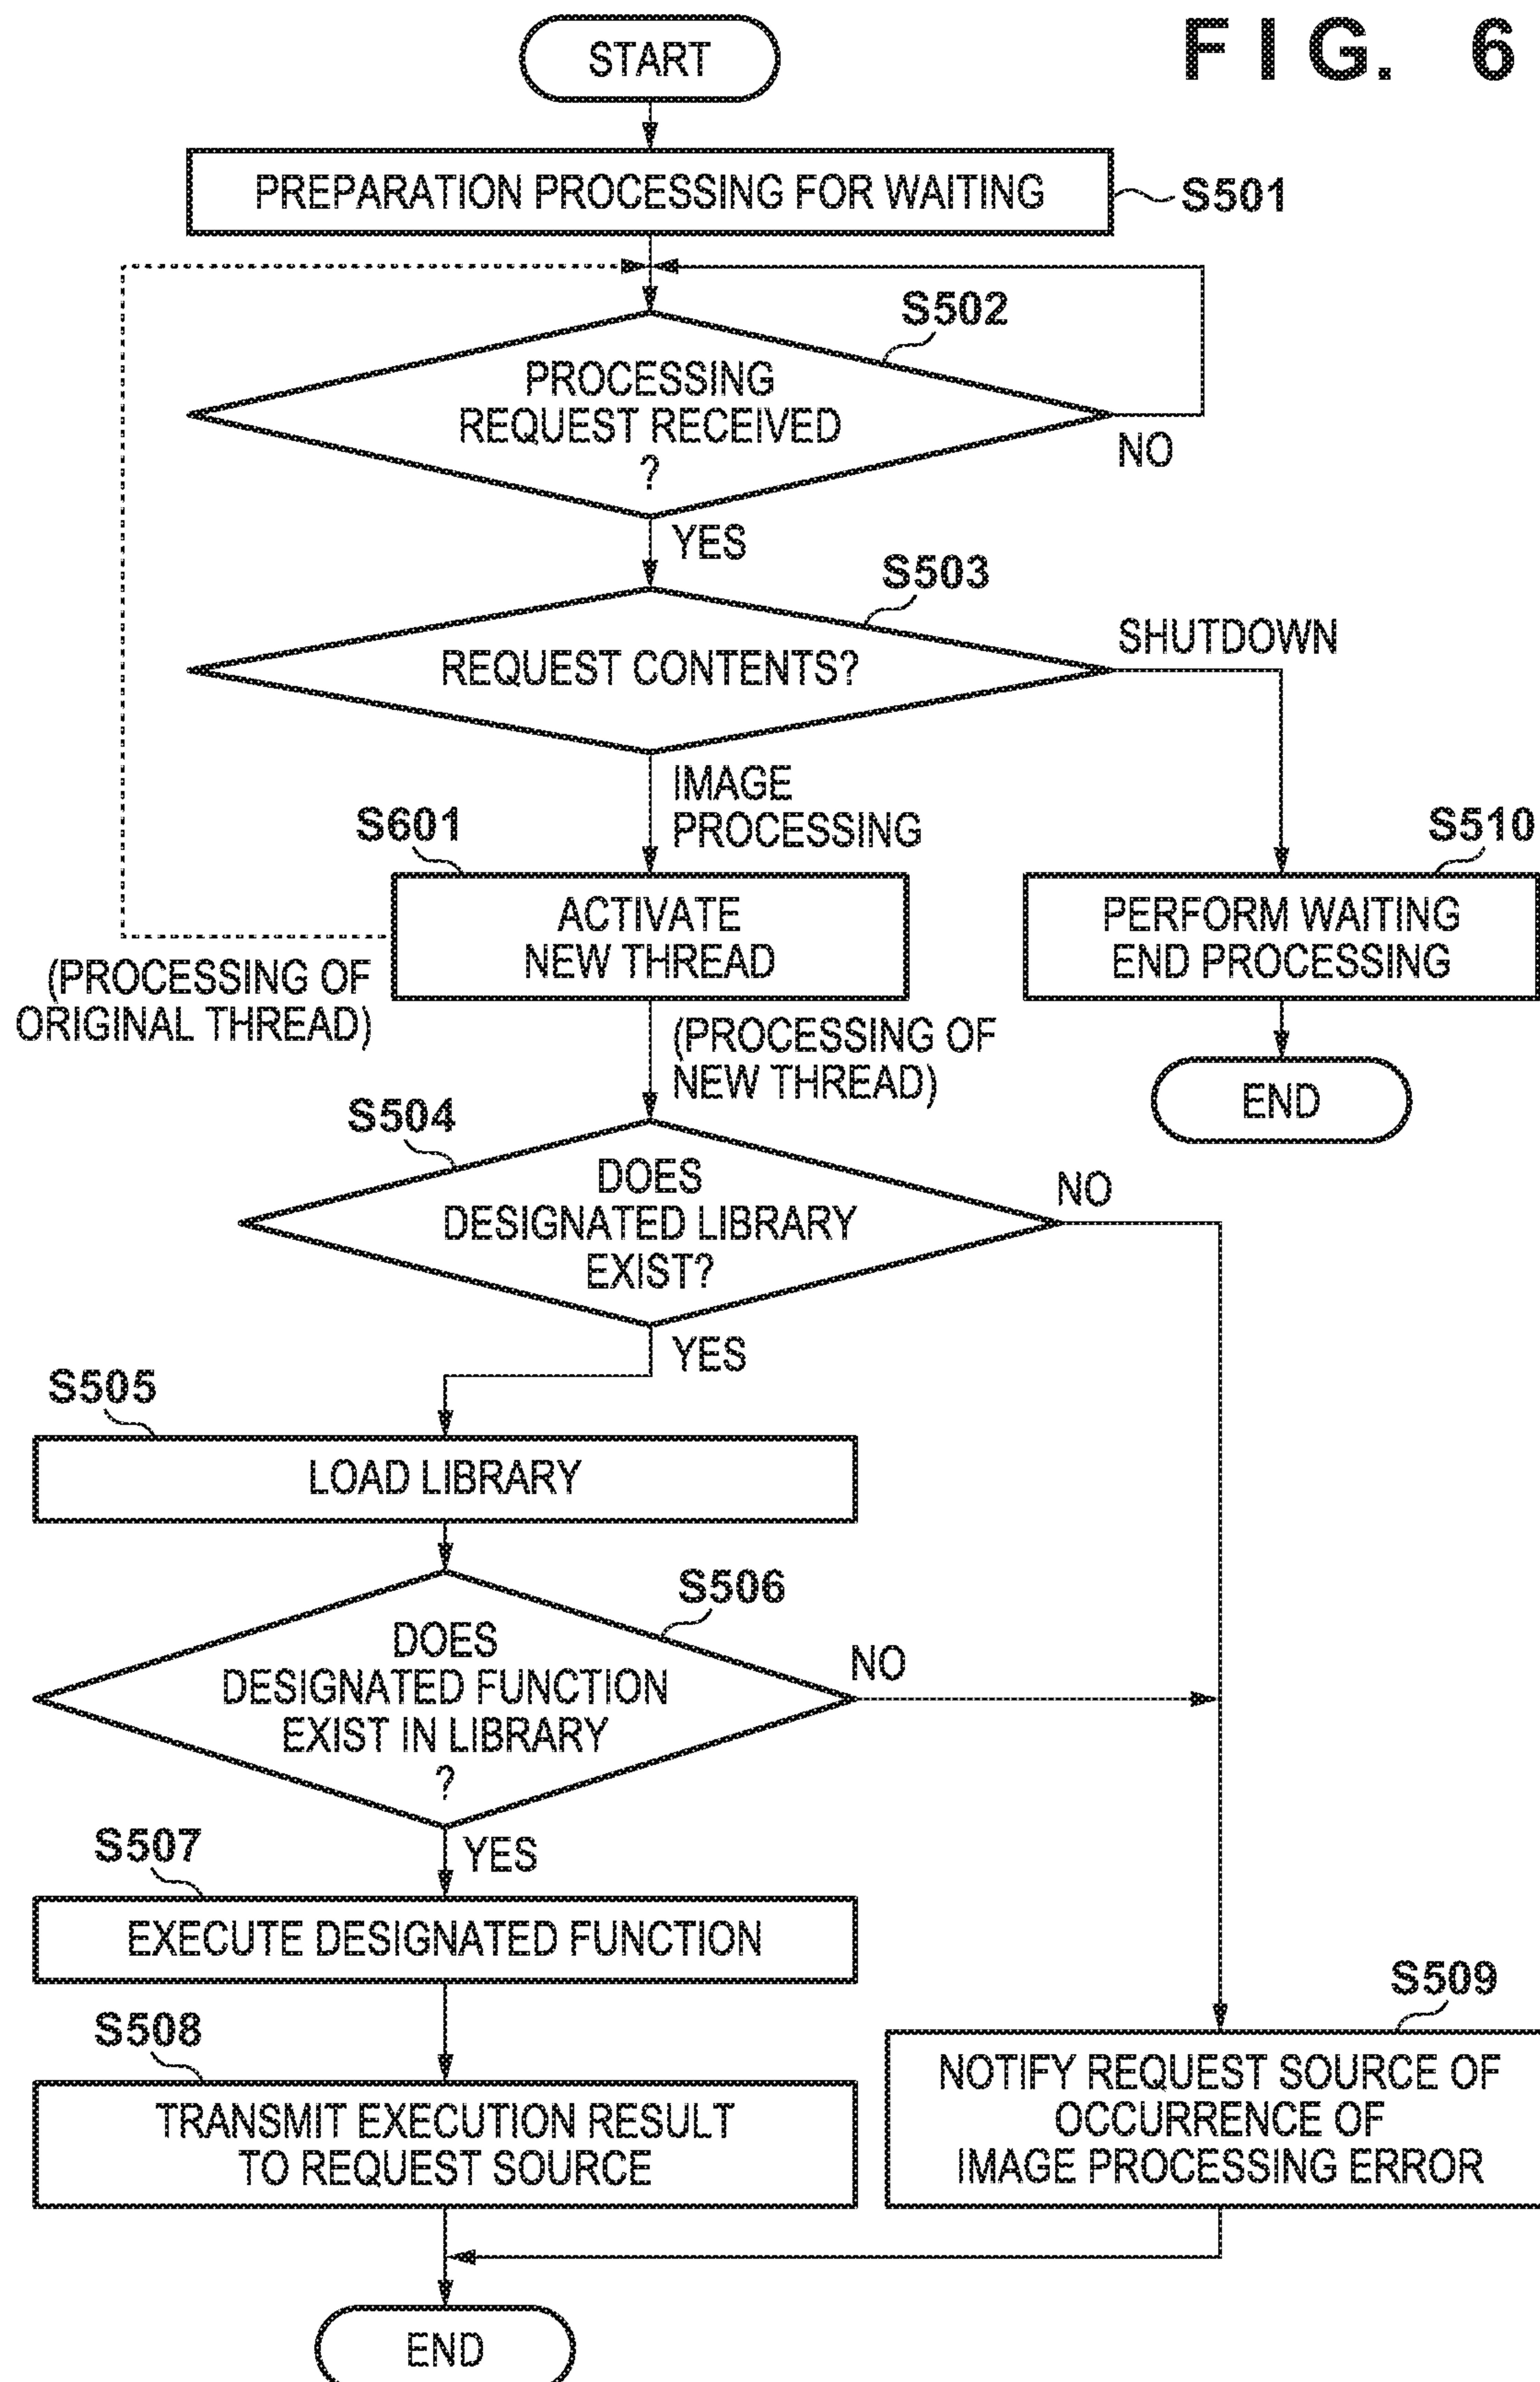 FIG. 6
START
PREPARATION PROCESSING FOR WAITING
S501
S502
PROCESSING
REQUEST RECEIVED
?
NO
YES
S503
REQUEST CONTENTS?
SHUTDOWN
IMAGE
PROCESSING
S601
ACTIVATE
NEW THREAD
S510
PERFORM WAITING
END PROCESSING
(PROCESSING OF
ORIGINAL THREAD)
(PROCESSING OF
NEW THREAD)
END
S504
DOES
DESIGNATED LIBRARY
EXIST?
NO
YES
S505
LOAD LIBRARY
S506
DOES
DESIGNATED FUNCTION
EXIST IN LIBRARY
?
NO
YES
S507
EXECUTE DESIGNATED FUNCTION
S508
TRANSMIT EXECUTION RESULT
TO REQUEST SOURCE
S509
NOTIFY REQUEST SOURCE OF
OCCURRENCE OF
IMAGE PROCESSING ERROR
END